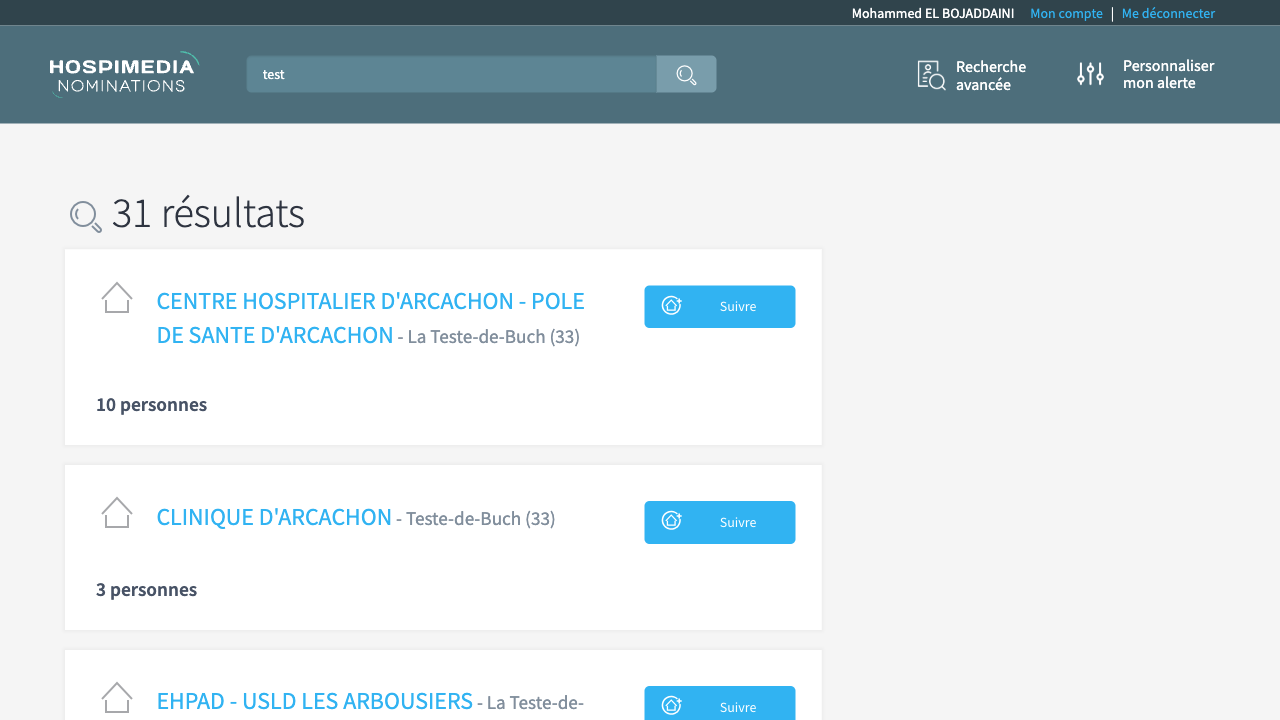 Mohammed EL BOJADDAINI Mon compte | Me déconnecter
HOSPIMEDIA
NOMINATIONS
test
Recherche
avancée
Personnaliser
mon alerte
31 résultats
CENTRE HOSPITALIER D'ARCACHON - POLE
DE SANTE D'ARCACHON - La Teste-de-Buch (33)
Suivre
10 personnes
CLINIQUE D'ARCACHON - Teste-de-Buch (33)
Suivre
3 personnes
EHPAD - USLD LES ARBOUSIERS - La Teste-de-
Suivre